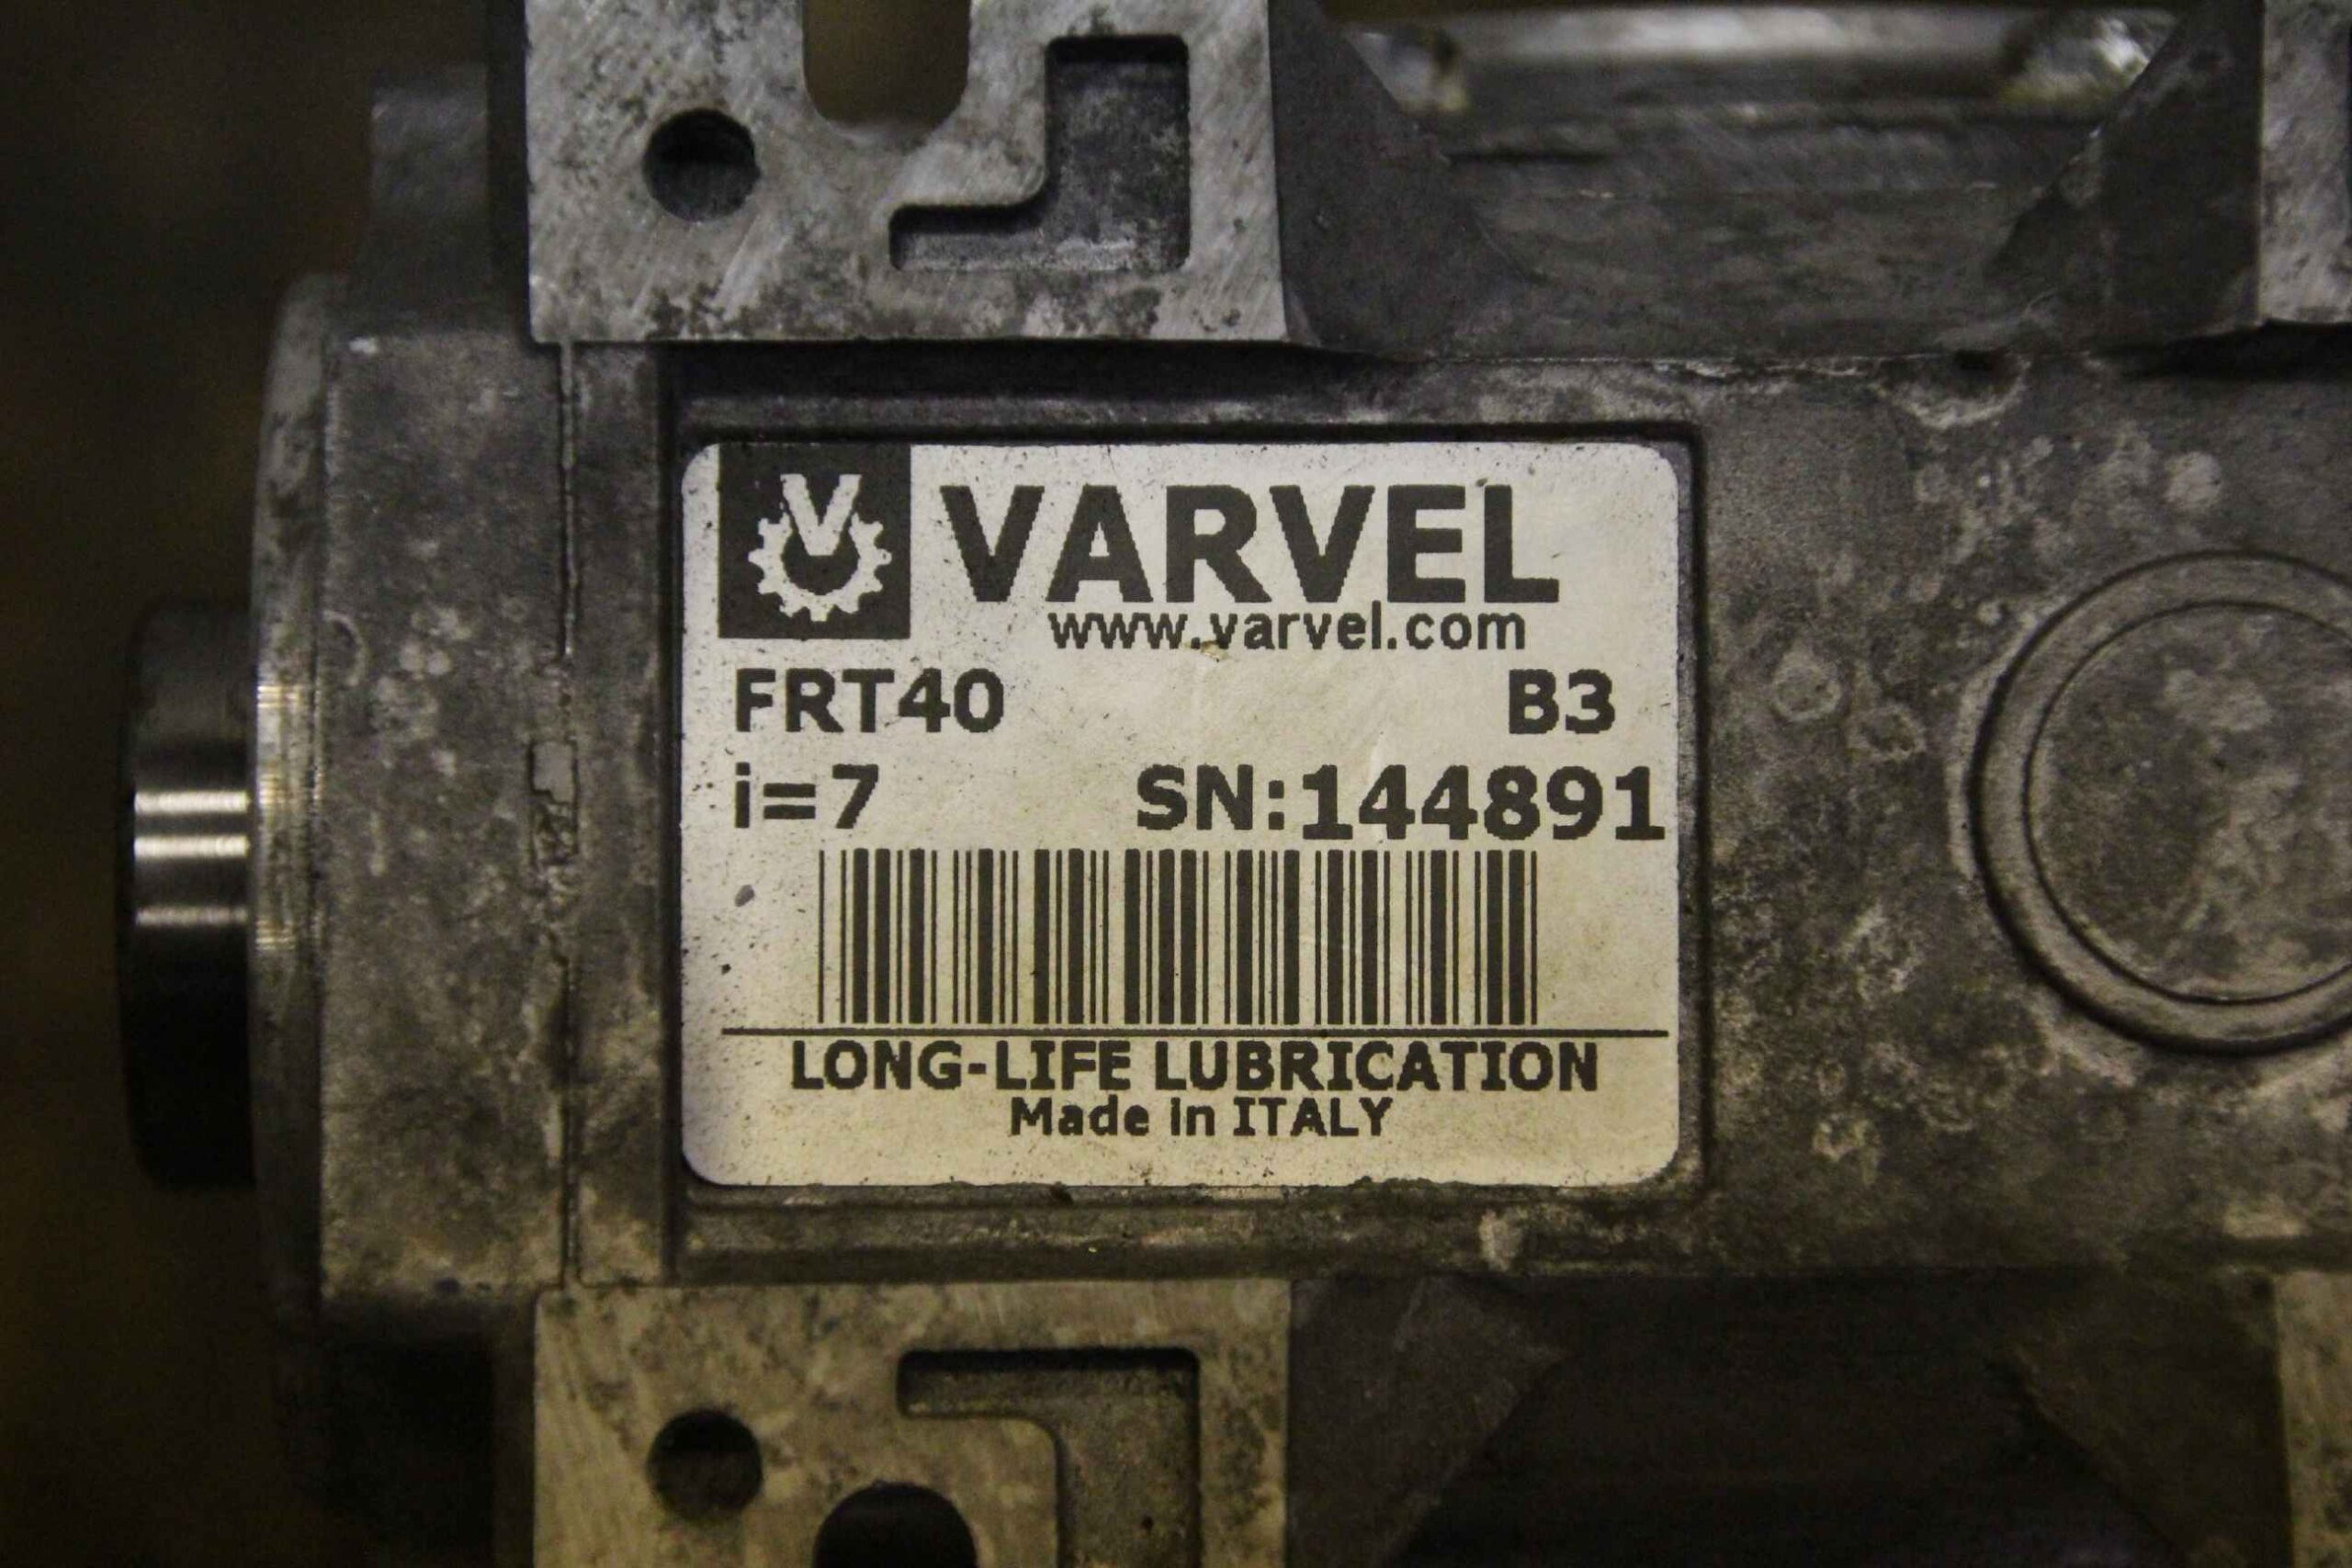 VARVEL
www.varvel.com
FRT40 B3
i=7 SN:144891
LONG-LIFE LUBRICATION
Made in ITALY